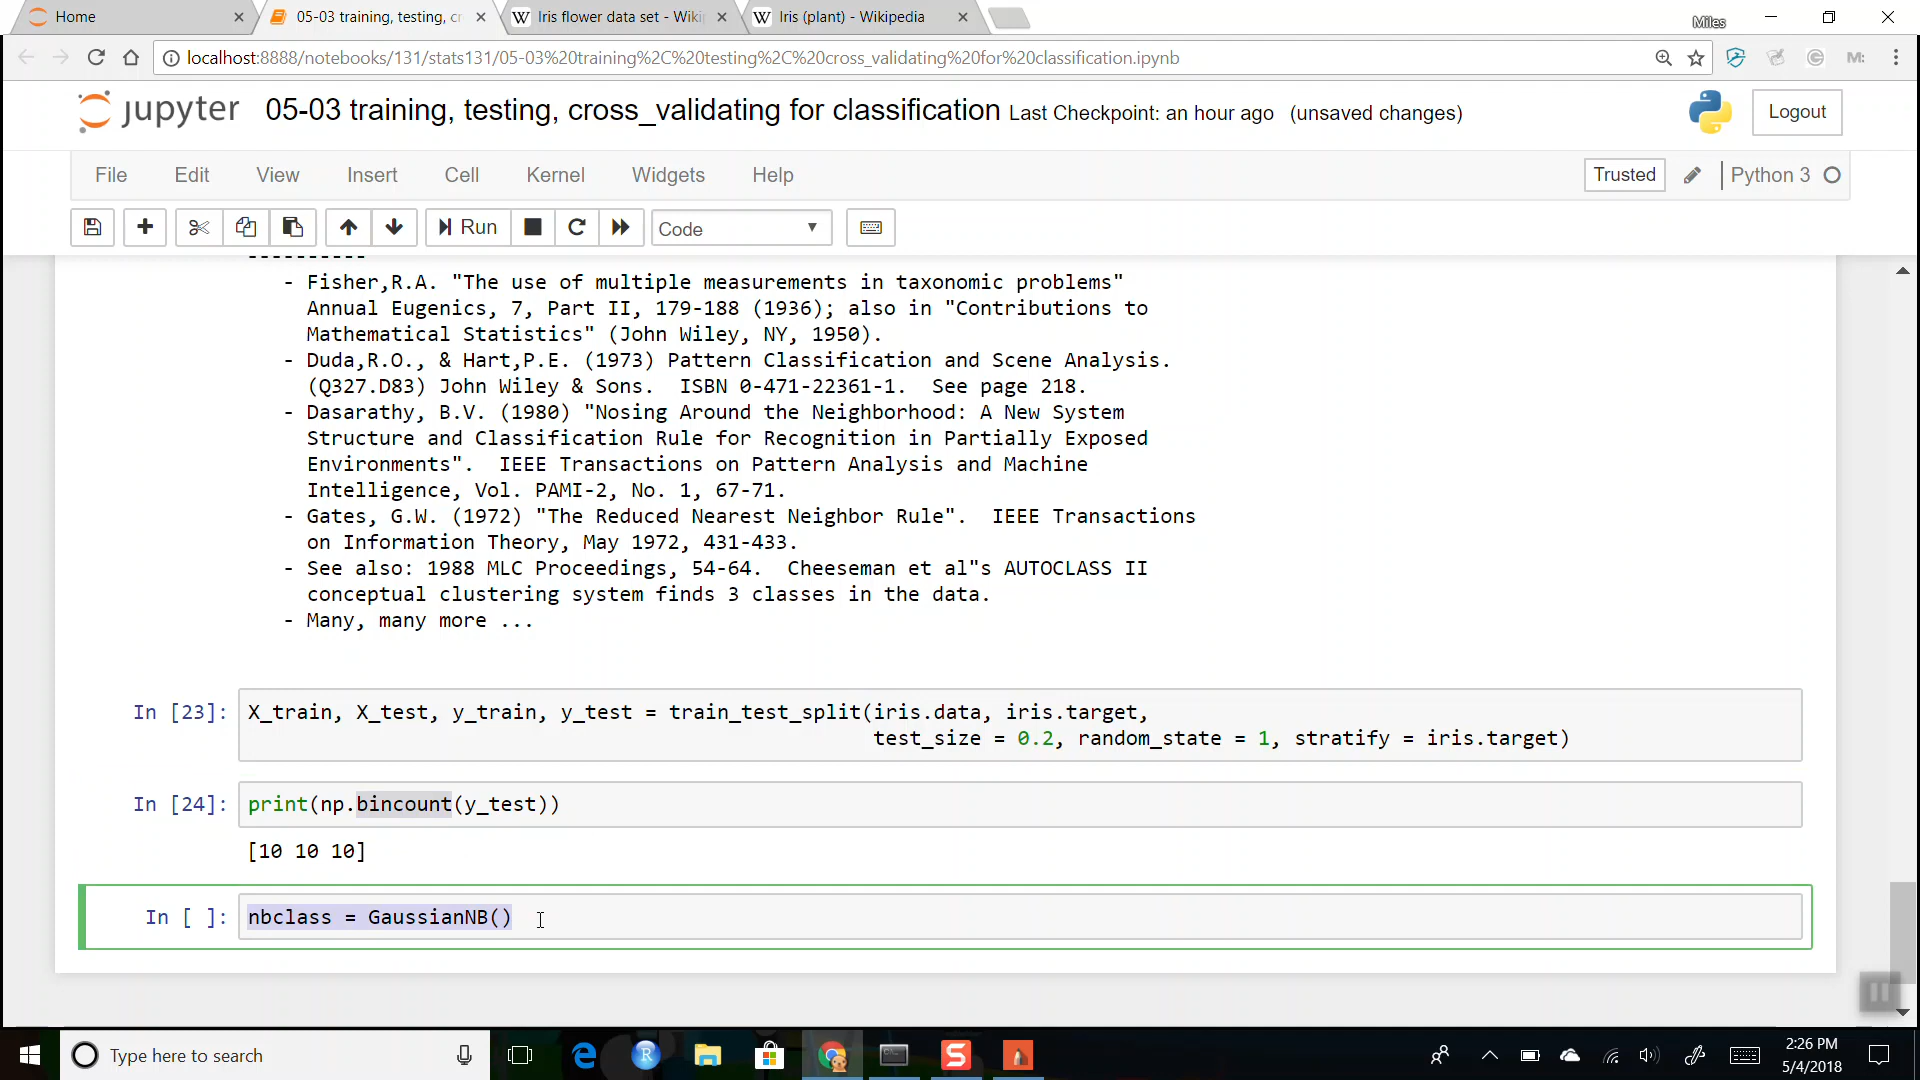 Home
05-03 training, testing, cr
Iris flower data set - Wiki
Iris (plant) - Wikipedia
Miles
localhost:8888/notebooks/131/stats131/05-03%20training%2C%20testing%2C%20cross_validating%20for%20classification.ipynb
jupyter 05-03 training, testing, cross_validating for classification Last Checkpoint: an hour ago (unsaved changes)
Logout
File Edit View Insert Cell Kernel Widgets Help
Trusted
Python 3
Run
Code
----------
- Fisher,R.A. "The use of multiple measurements in taxonomic problems"
Annual Eugenics, 7, Part II, 179-188 (1936); also in "Contributions to
Mathematical Statistics" (John Wiley, NY, 1950).
- Duda,R.O., & Hart,P.E. (1973) Pattern Classification and Scene Analysis.
(Q327.D83) John Wiley & Sons.  ISBN 0-471-22361-1.  See page 218.
- Dasarathy, B.V. (1980) "Nosing Around the Neighborhood: A New System
Structure and Classification Rule for Recognition in Partially Exposed
Environments".  IEEE Transactions on Pattern Analysis and Machine
Intelligence, Vol. PAMI-2, No. 1, 67-71.
- Gates, G.W. (1972) "The Reduced Nearest Neighbor Rule".  IEEE Transactions
on Information Theory, May 1972, 431-433.
- See also: 1988 MLC Proceedings, 54-64.  Cheeseman et al"s AUTOCLASS II
conceptual clustering system finds 3 classes in the data.
- Many, many more ...
In [23]: X_train, X_test, y_train, y_test = train_test_split(iris.data, iris.target,
test_size = 0.2, random_state = 1, stratify = iris.target)
In [24]: print(np.bincount(y_test))
[10 10 10]
In [ ]: nbclass = GaussianNB()
Type here to search
2:26 PM
5/4/2018